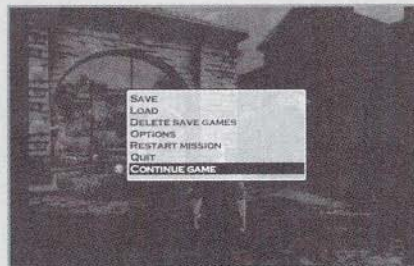 SAVE
LOAD
DELETE SAVE GAMES
OPTIONS
RESTART MISSION
QUIT
CONTINUE GAME